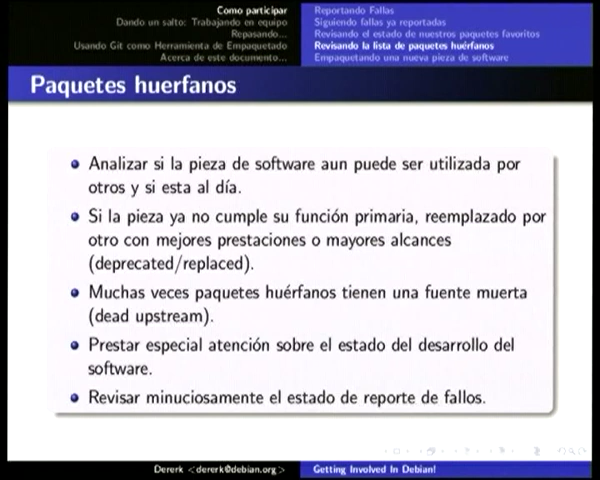 Como participar
Dando un salto: Trabajando en equipo
Repasando...
Usando Git como Herramienta de Empaquetado
Acerca de este documento...
Reportando Fallas
Siguiendo fallas ya reportadas
Revisando el estado de nuestros paquetes favoritos
Revisando la lista de paquetes huérfanos
Empaquetando una nueva pieza de software
Paquetes huerfanos
Analizar si la pieza de software aun puede ser utilizada por
otros y si esta al día.
Si la pieza ya no cumple su función primaria, reemplazado por
otro con mejores prestaciones o mayores alcances
(deprecated/replaced).
Muchas veces paquetes huérfanos tienen una fuente muerta
(dead upstream).
Prestar especial atención sobre el estado del desarrollo del
software.
Revisar minuciosamente el estado de reporte de fallos.
Dererk <dererk@debian.org>
Getting Involved In Debian!